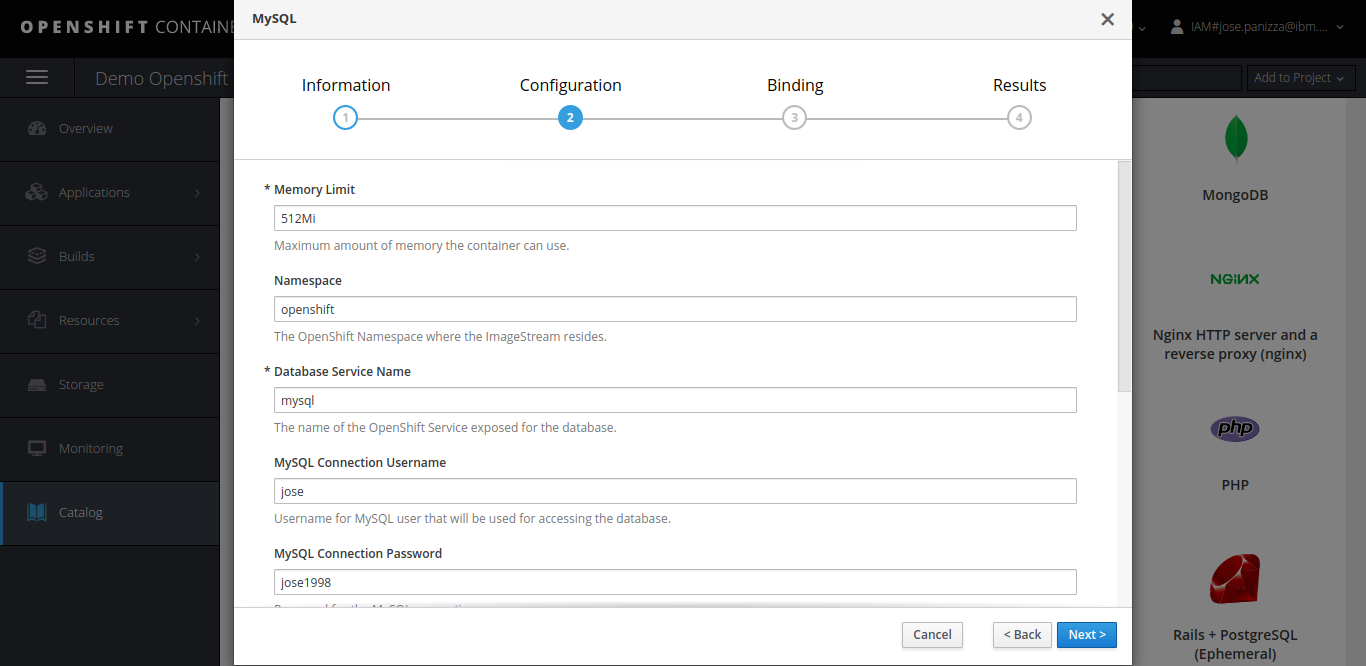 OPENSHIFT CONTAINE
MySQL
IAM#jose.panizza@ibm....
Demo Openshift
Add to Project
Overview
Applications
Builds
Resources
Storage
Monitoring
Catalog
Information
Configuration
Binding
Results
1
2
3
4
* Memory Limit
512Mi
Maximum amount of memory the container can use.
Namespace
openshift
The OpenShift Namespace where the ImageStream resides.
* Database Service Name
mysql
The name of the OpenShift Service exposed for the database.
MySQL Connection Username
jose
Username for MySQL user that will be used for accessing the database.
MySQL Connection Password
jose1998
Cancel
< Back
Next >
MongoDB
NGINX
Nginx HTTP server and a
reverse proxy (nginx)
php
PHP
Rails + PostgreSQL
(Ephemeral)